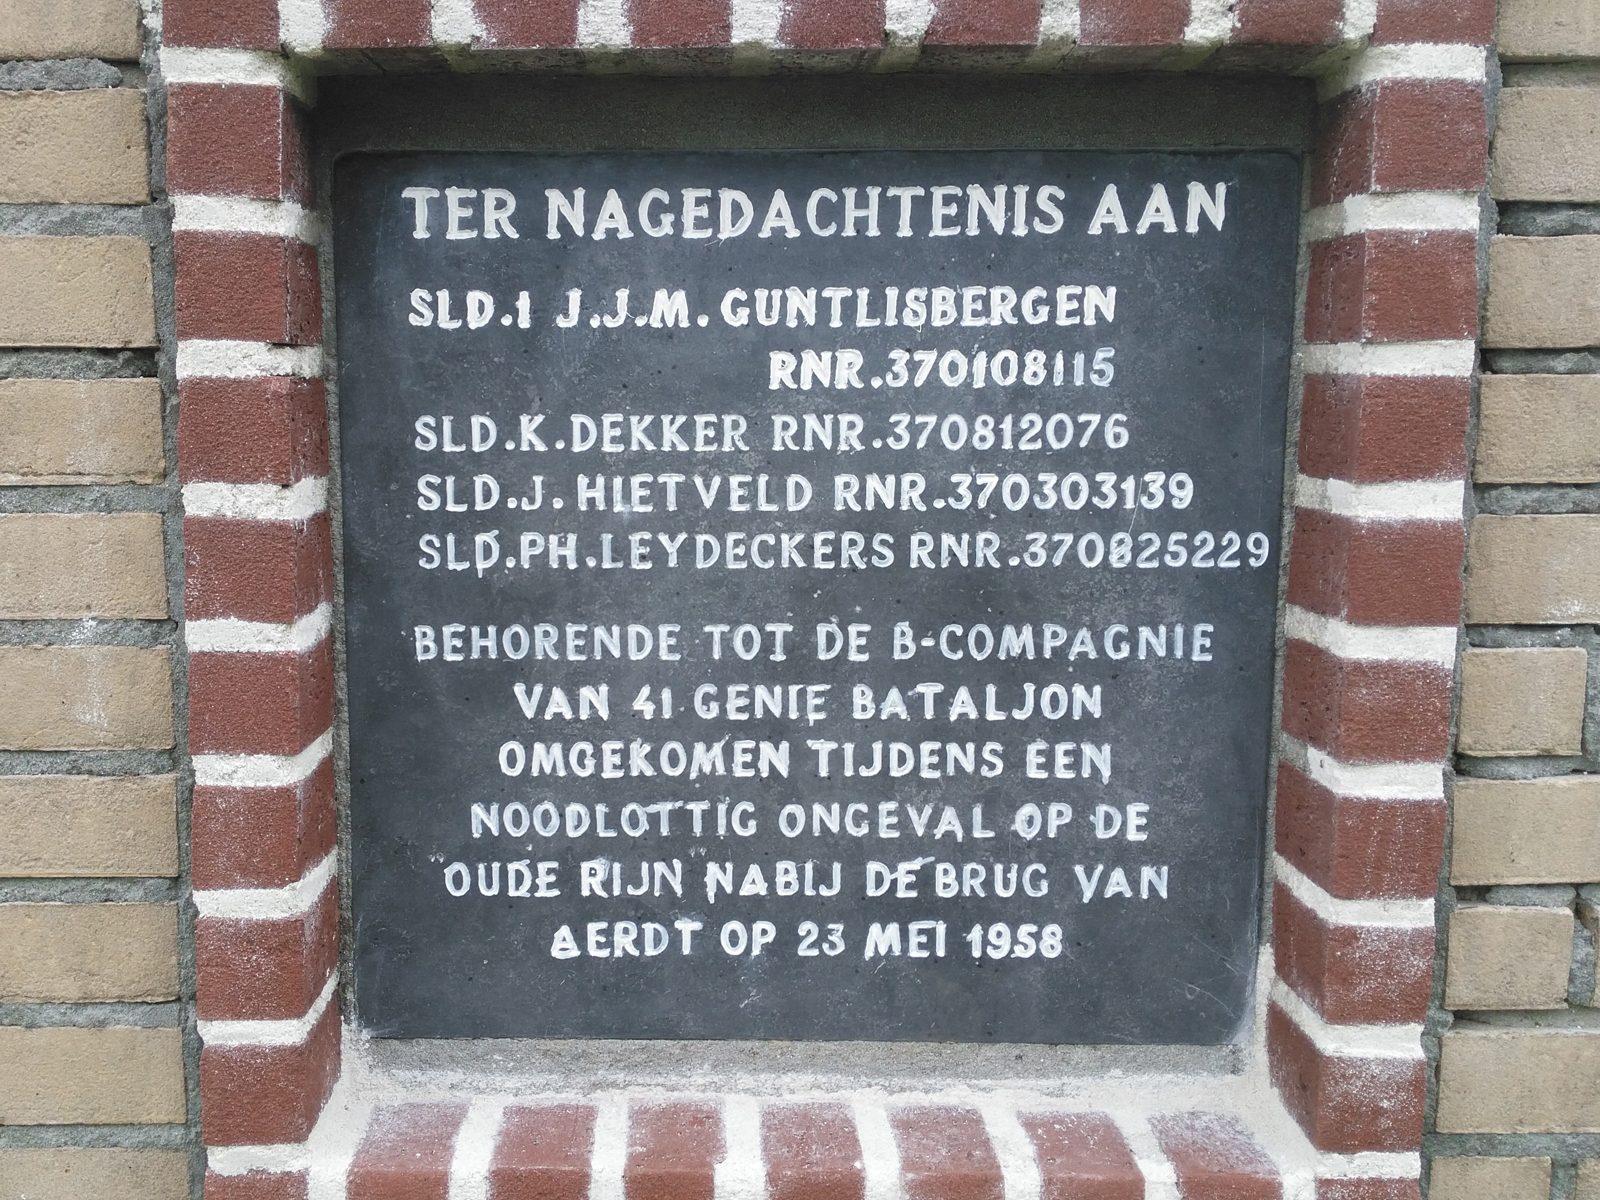 TER NAGEDACHTENIS AAN
SLD.1 J.J.M. GUNTLISBERGEN
RNR.370108115
SLD.K.DEKKER RNR.370812076
SLD.J.HIETVELD RNR.370303139
SLD.PH.LEYDECKERS RNR.370825229
BEHORENDE TOT DE B-COMPAGNIE
VAN 41 GENIE BATALJON
OMGEKOMEN TIJDENS EEN
NOODLOTTIG ONGEVAL OP DE
"OUDE RIJN" NABIJ DE BRUG VAN
AERDT OP 23 MEI 1958